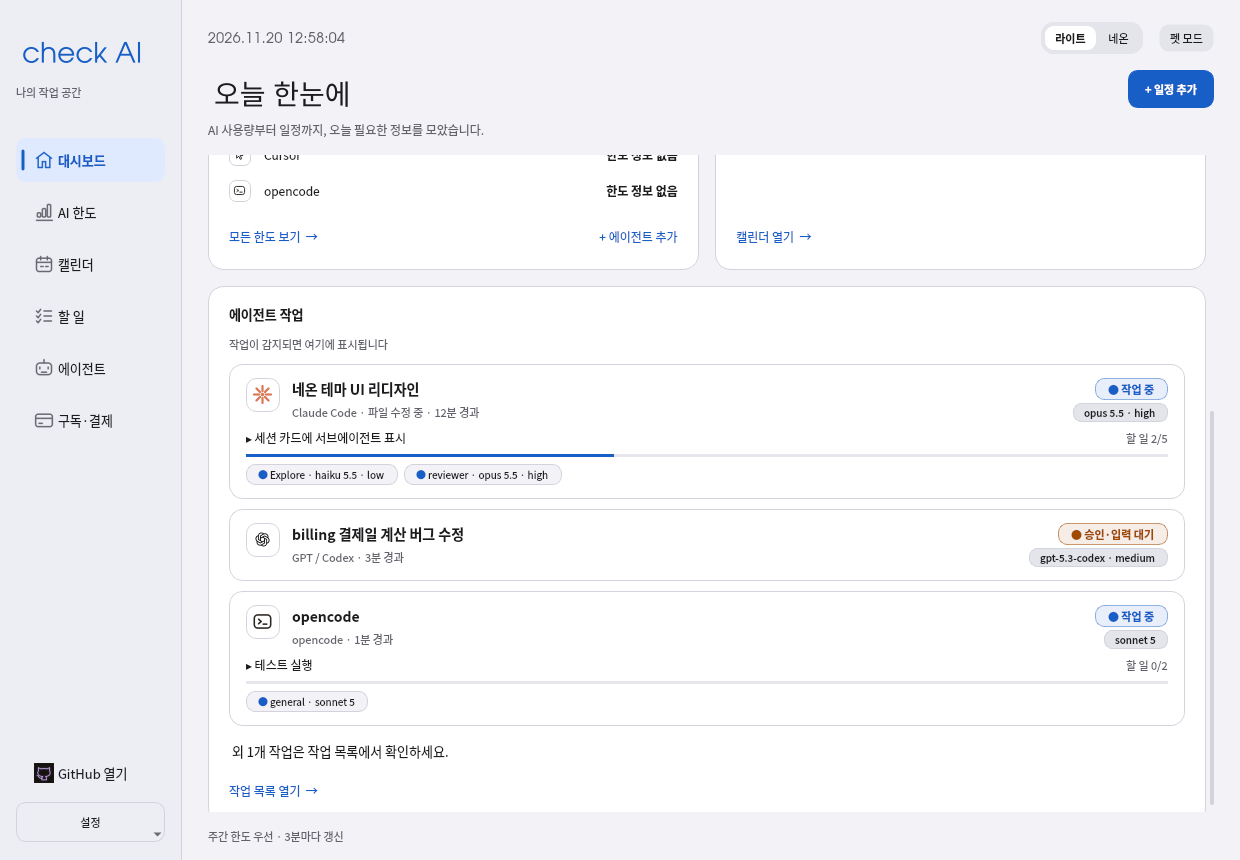 check AI
나의 작업 공간
대시보드
AI 한도
캘린더
할 일
에이전트
구독·결제
GitHub 열기
설정
2026.11.20 12:58:04
라이트
네온
펫 모드
오늘 한눈에
+ 일정 추가
AI 사용량부터 일정까지, 오늘 필요한 정보를 모았습니다.
Cursor
한도 정보 없음
opencode
한도 정보 없음
모든 한도 보기 →
+ 에이전트 추가
캘린더 열기 →
에이전트 작업
작업이 감지되면 여기에 표시됩니다
네온 테마 UI 리디자인
● 작업 중
Claude Code · 파일 수정 중 · 12분 경과
opus 5.5 · high
▸ 세션 카드에 서브에이전트 표시
할 일 2/5
● Explore · haiku 5.5 · low
● reviewer · opus 5.5 · high
billing 결제일 계산 버그 수정
● 승인·입력 대기
GPT / Codex · 3분 경과
gpt-5.3-codex · medium
opencode
● 작업 중
opencode · 1분 경과
sonnet 5
▸ 테스트 실행
할 일 0/2
● general · sonnet 5
외 1개 작업은 작업 목록에서 확인하세요.
작업 목록 열기 →
주간 한도 우선 · 3분마다 갱신